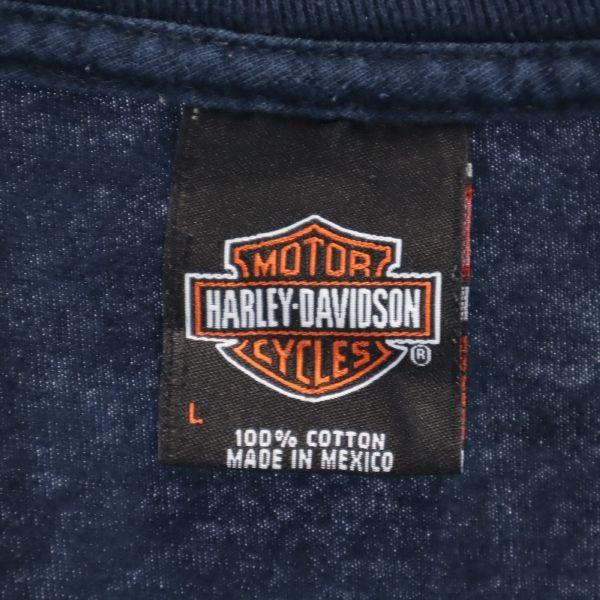 MOTOR
HARLEY-DAVIDSON
CYCLES
®
L
100% COTTON
MADE IN MEXICO